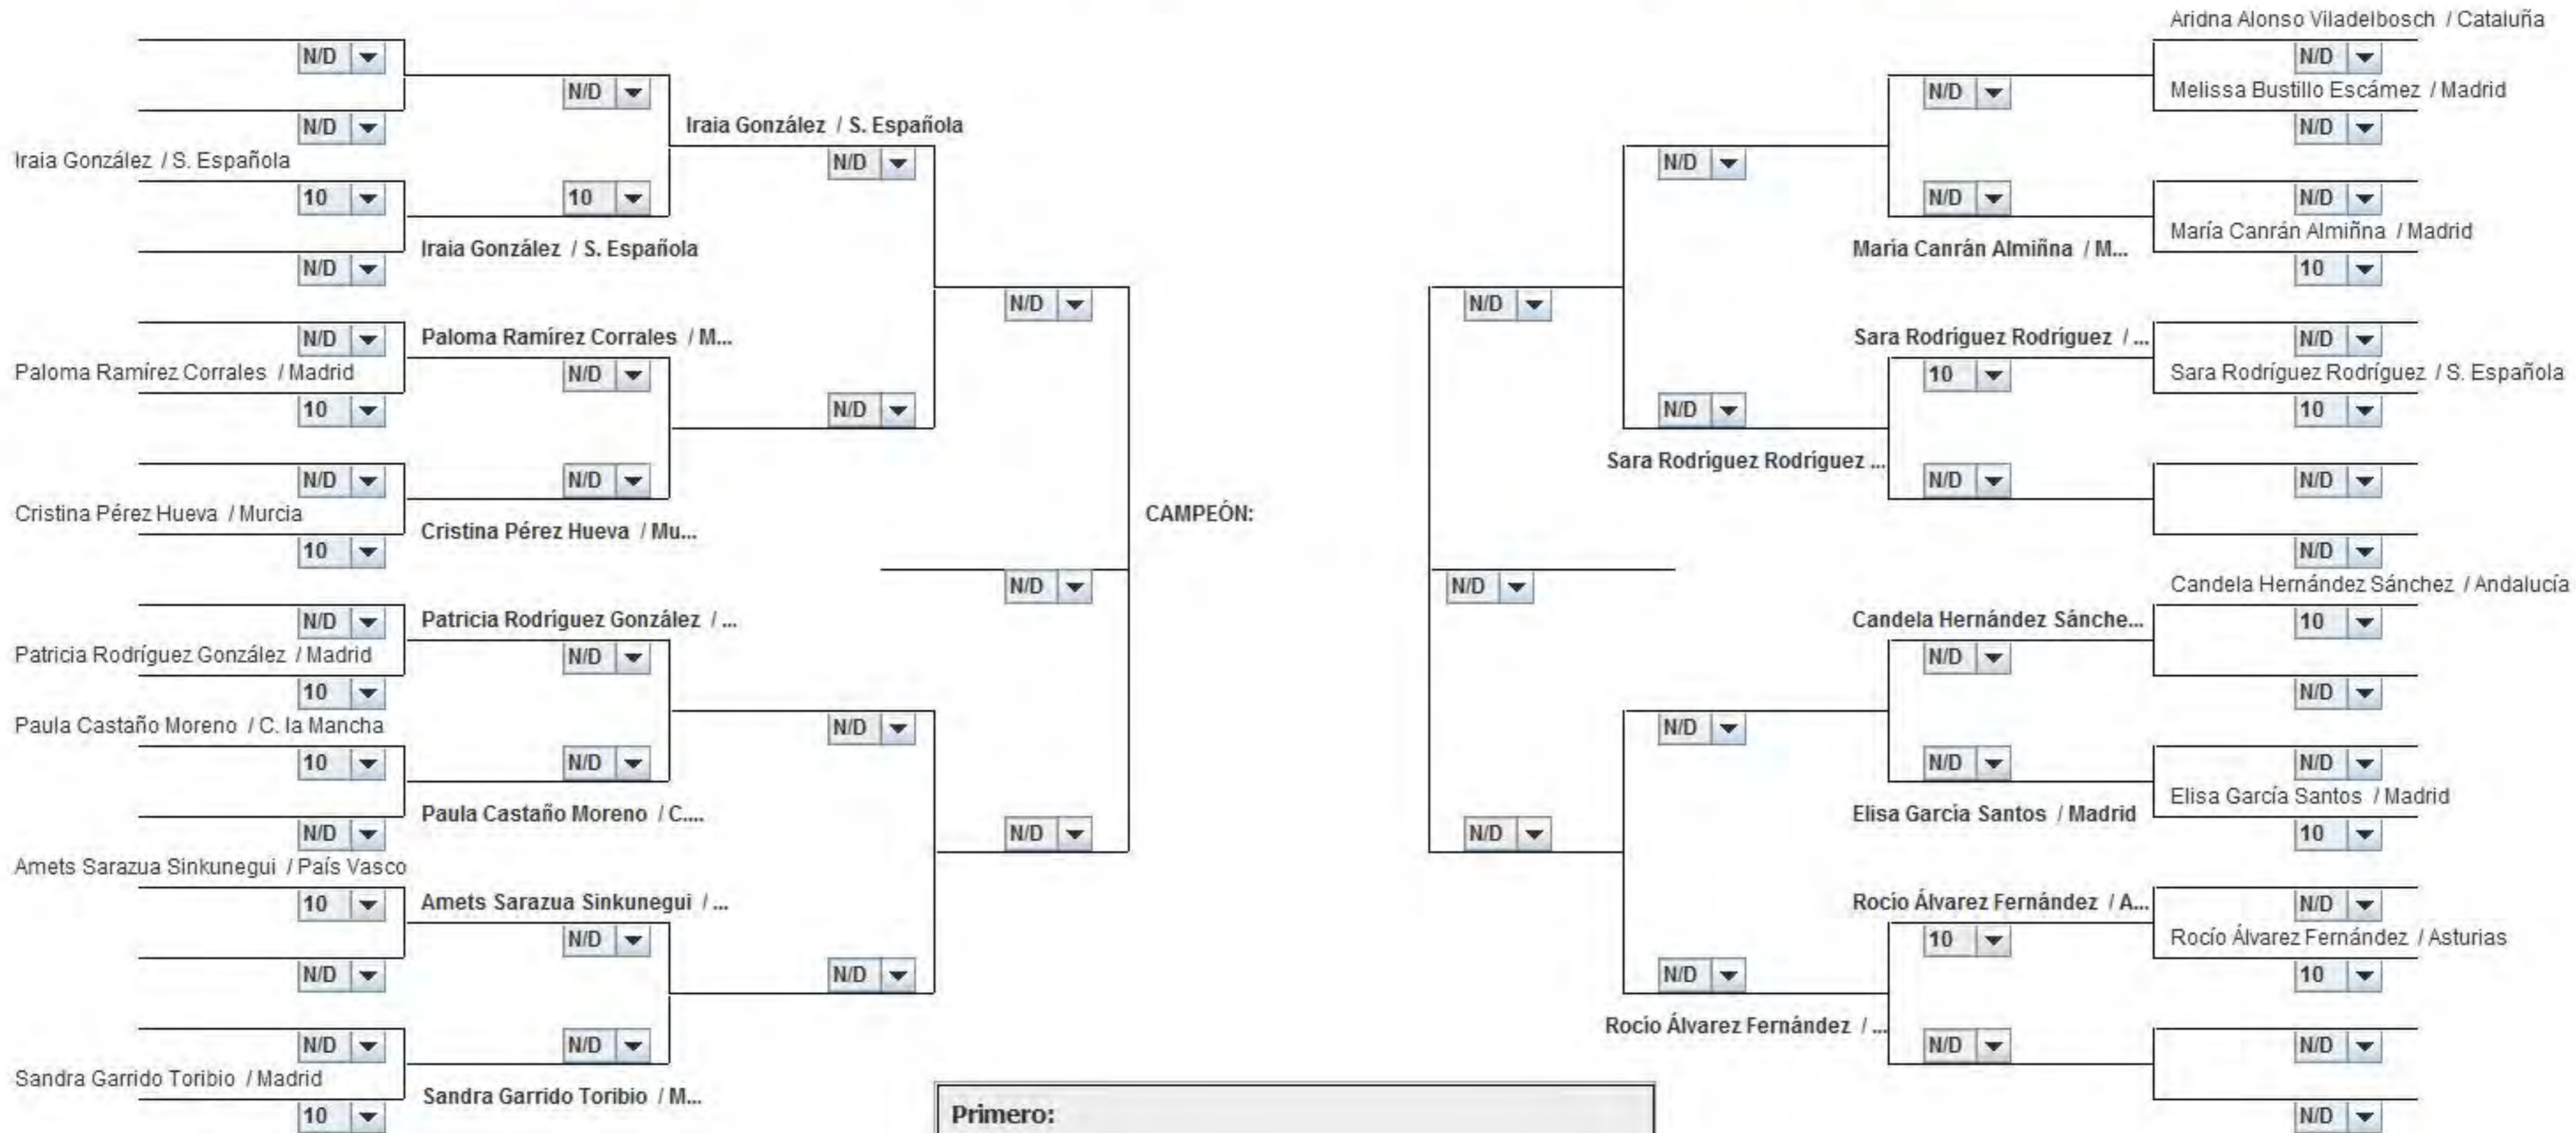 Aridna Alonso Viladelbosch / Cataluña
N/D N/D
N/D N/D
Melissa Bustillo Escámez / Madrid
N/D N/D
Iraia González / S. Española
Iraia González / S. Española
N/D N/D
10 10 N/D N/D
María Canrán Almiñna / Madrid
Iraia González / S. Española
María Canrán Almiñna / M...
N/D 10
N/D N/D
N/D Paloma Ramírez Corrales / M... Sara Rodríguez Rodríguez / ... N/D
Paloma Ramírez Corrales / Madrid
N/D 10
Sara Rodríguez Rodríguez / S. Española
10 N/D N/D 10
Sara Rodríguez Rodríguez ...
N/D N/D N/D N/D
Cristina Pérez Hueva / Murcia
CAMPEÓN:
Cristina Pérez Hueva / Mu...
10 N/D
N/D N/D
Candela Hernández Sánchez / Andalucía
N/D Patricia Rodríguez González / ... Candela Hernández Sánche... 10
Patricia Rodríguez González / Madrid
N/D N/D
10 N/D
Paula Castaño Moreno / C. la Mancha
N/D N/D
10 N/D N/D N/D
Elisa García Santos / Madrid
Paula Castaño Moreno / C....
Elisa García Santos / Madrid
N/D N/D N/D 10
Amets Sarazua Sinkunegui / País Vasco
10 Amets Sarazua Sinkunegui / ... Rocío Álvarez Fernández / A... N/D
N/D 10
Rocío Álvarez Fernández / Asturias
N/D N/D N/D 10
Rocío Álvarez Fernández / ...
N/D N/D N/D N/D
Sandra Garrido Toribio / Madrid
Sandra Garrido Toribio / M...
10 N/D
Primero: